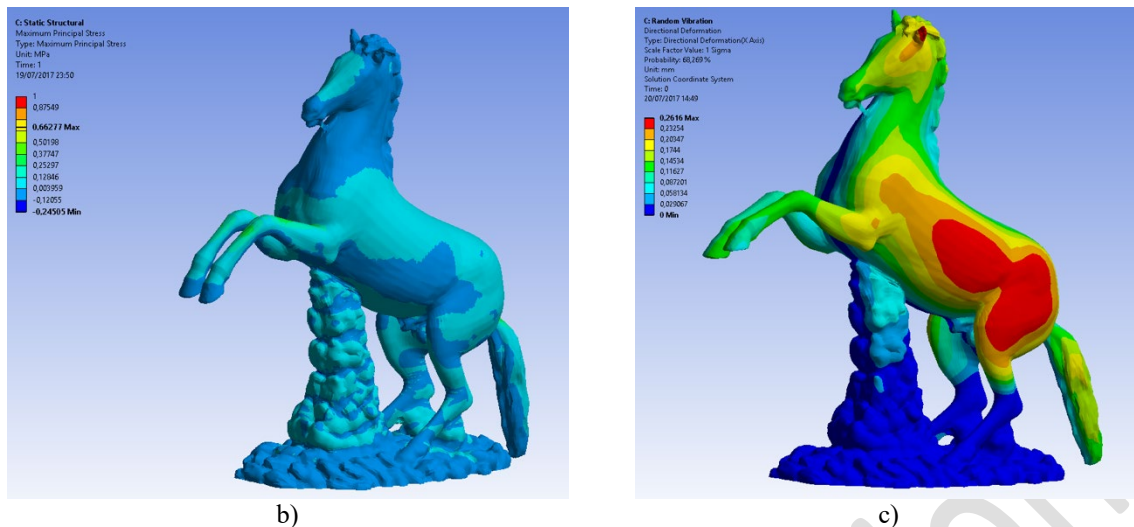 C: Static Structural
Maximum Principal Stress
Type: Maximum Principal Stress
Unit: MPa
Time: 1
19/07/2017 23:50
1
0,87549
0.66277 Max
0,50198
0,37747
0,25297
0,12846
0,003959
-0,12055
-0.24505 Min
b)
C: Random Vibration
Directional Deformation
Type: Directional Deformation(X Axis)
Scale Factor Value: 1 Sigma
Probability: 68,269 %
Unit: mm
Solution Coordinate System
Time: 0
20/07/2017 14:49
0.2616 Max
0,23254
0,20347
0,1744
0,14534
0,11627
0,087201
0,058134
0,029067
0 Min
c)